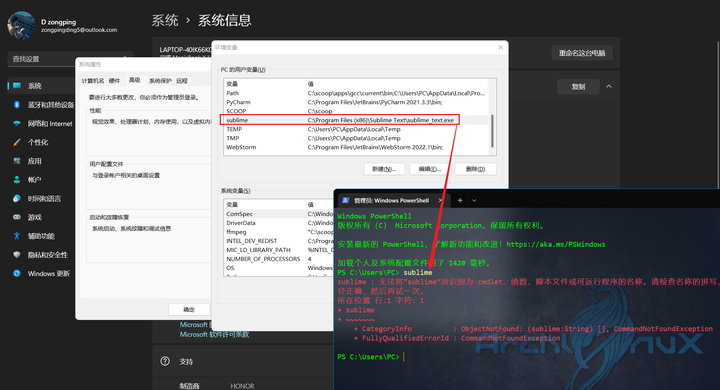 D zongping
zongpingding5@outlook.com
查找设置
系统
蓝牙和其他设备
网络和 Internet
个性化
应用
帐户
时间和语言
游戏
辅助功能
隐私和安全性
Windows 更新
系统 › 系统信息
LAPTOP-40IK66K
重命名这台电脑
复制
系统属性
计算机名 硬件 高级 系统保护 远程
要进行大多数更改，你必须作为管理员登录。
性能
视觉效果，处理器计划，内存使用，以及虚拟内
用户配置文件
与登录帐户相关的桌面设置
启动和故障恢复
系统启动、系统故障和调试信息
确定
Microsoft
Microsoft 软件许可条款
支持
制造商 HONOR
环境变量
PC 的用户变量(U)
变量 值
Path C:\scoop\apps\gcc\current\bin;C:\Users\PC\AppData\Local\Pro...
PyCharm C:\Program Files\JetBrains\PyCharm 2021.3.3\bin;
SCOOP C:\scoop
sublime C:\Program Files (x86)\Sublime Text\sublime_text.exe
TEMP C:\Users\PC\AppData\Local\Temp
TMP C:\Users\PC\AppData\Local\Temp
WebStorm C:\Program Files\JetBrains\WebStorm 2022.1\bin;
新建(N)... 编辑(E)... 删除(D)
系统变量(S)
变量 值
ComSpec C:\Windo
DriverData C:\Windo
ffmpeg "C:\scoop
INTEL_DEV_REDIST C:\Progra
MIC_LD_LIBRARY_PATH %INTEL_D
NUMBER_OF_PROCESSORS 4
OS Window
管理员: Windows PowerShell
Windows PowerShell
版权所有 (C) Microsoft Corporation。保留所有权利。
安装最新的 PowerShell，了解新功能和改进！https://aka.ms/PSWindows
加载个人及系统配置文件用了 1420 毫秒。
PS C:\Users\PC> sublime
sublime : 无法将“sublime”项识别为 cmdlet、函数、脚本文件或可运行程序的名称。请检查名称的拼写，
径正确，然后再试一次。
所在位置 行:1 字符: 1
+ sublime
+ ~~~~~~~
+ CategoryInfo : ObjectNotFound: (sublime:String) [], CommandNotFoundException
+ FullyQualifiedErrorId : CommandNotFoundException
PS C:\Users\PC>